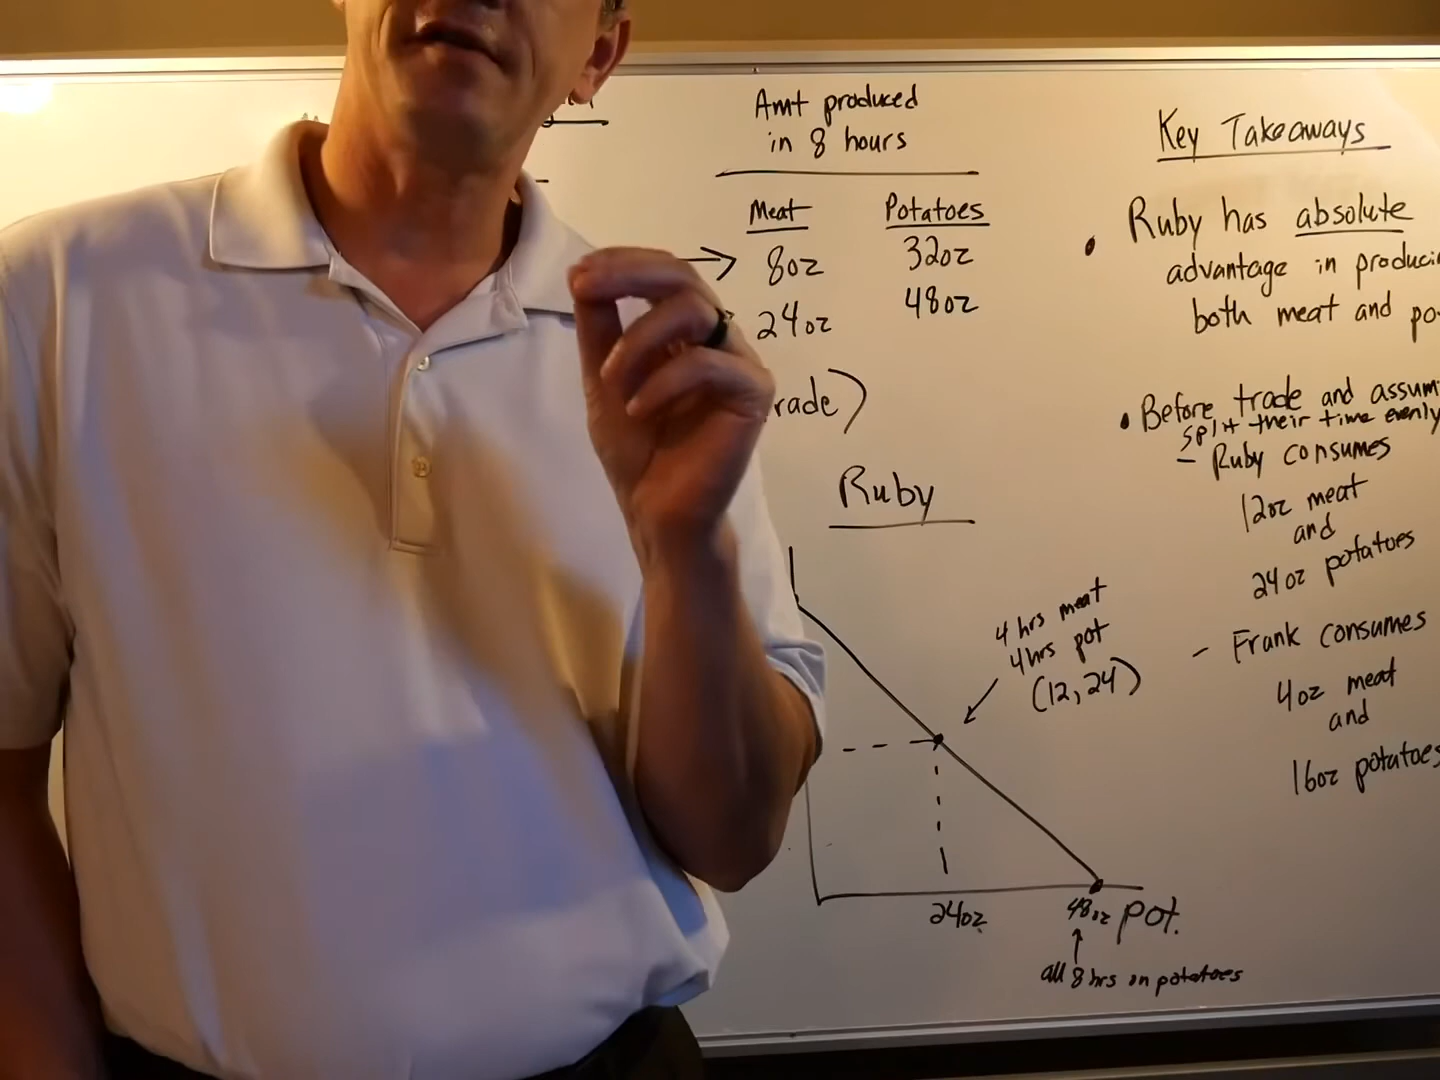 Amt produced
in 8 hours
Meat Potatoes
8oz 32oz
24oz 48oz
rade)
Ruby
4 hrs meat
4hrs pot
(12,24)
24oz 48oz pot.
all 8 hrs on potatoes
Key Takeaways
• Ruby has absolute
advantage in produci
both meat and po
• Before trade and assum
split their time evenly
- Ruby consumes
12oz meat
and
24oz potatoes
- Frank consumes
4oz meat
and
16oz potatoes